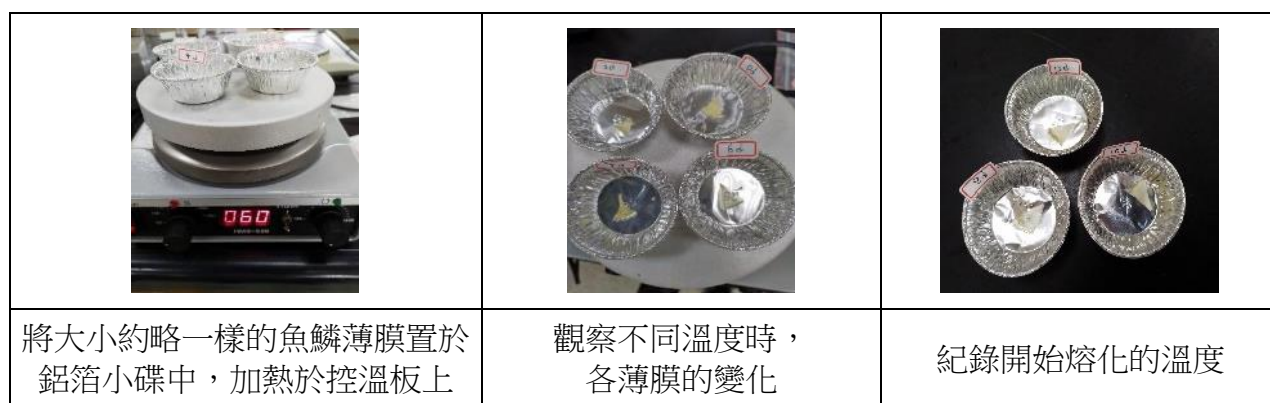 060
將大小約略一樣的魚鱗薄膜置於
鋁箔小碟中，加熱於控溫板上
觀察不同溫度時，
各薄膜的變化
紀錄開始熔化的溫度